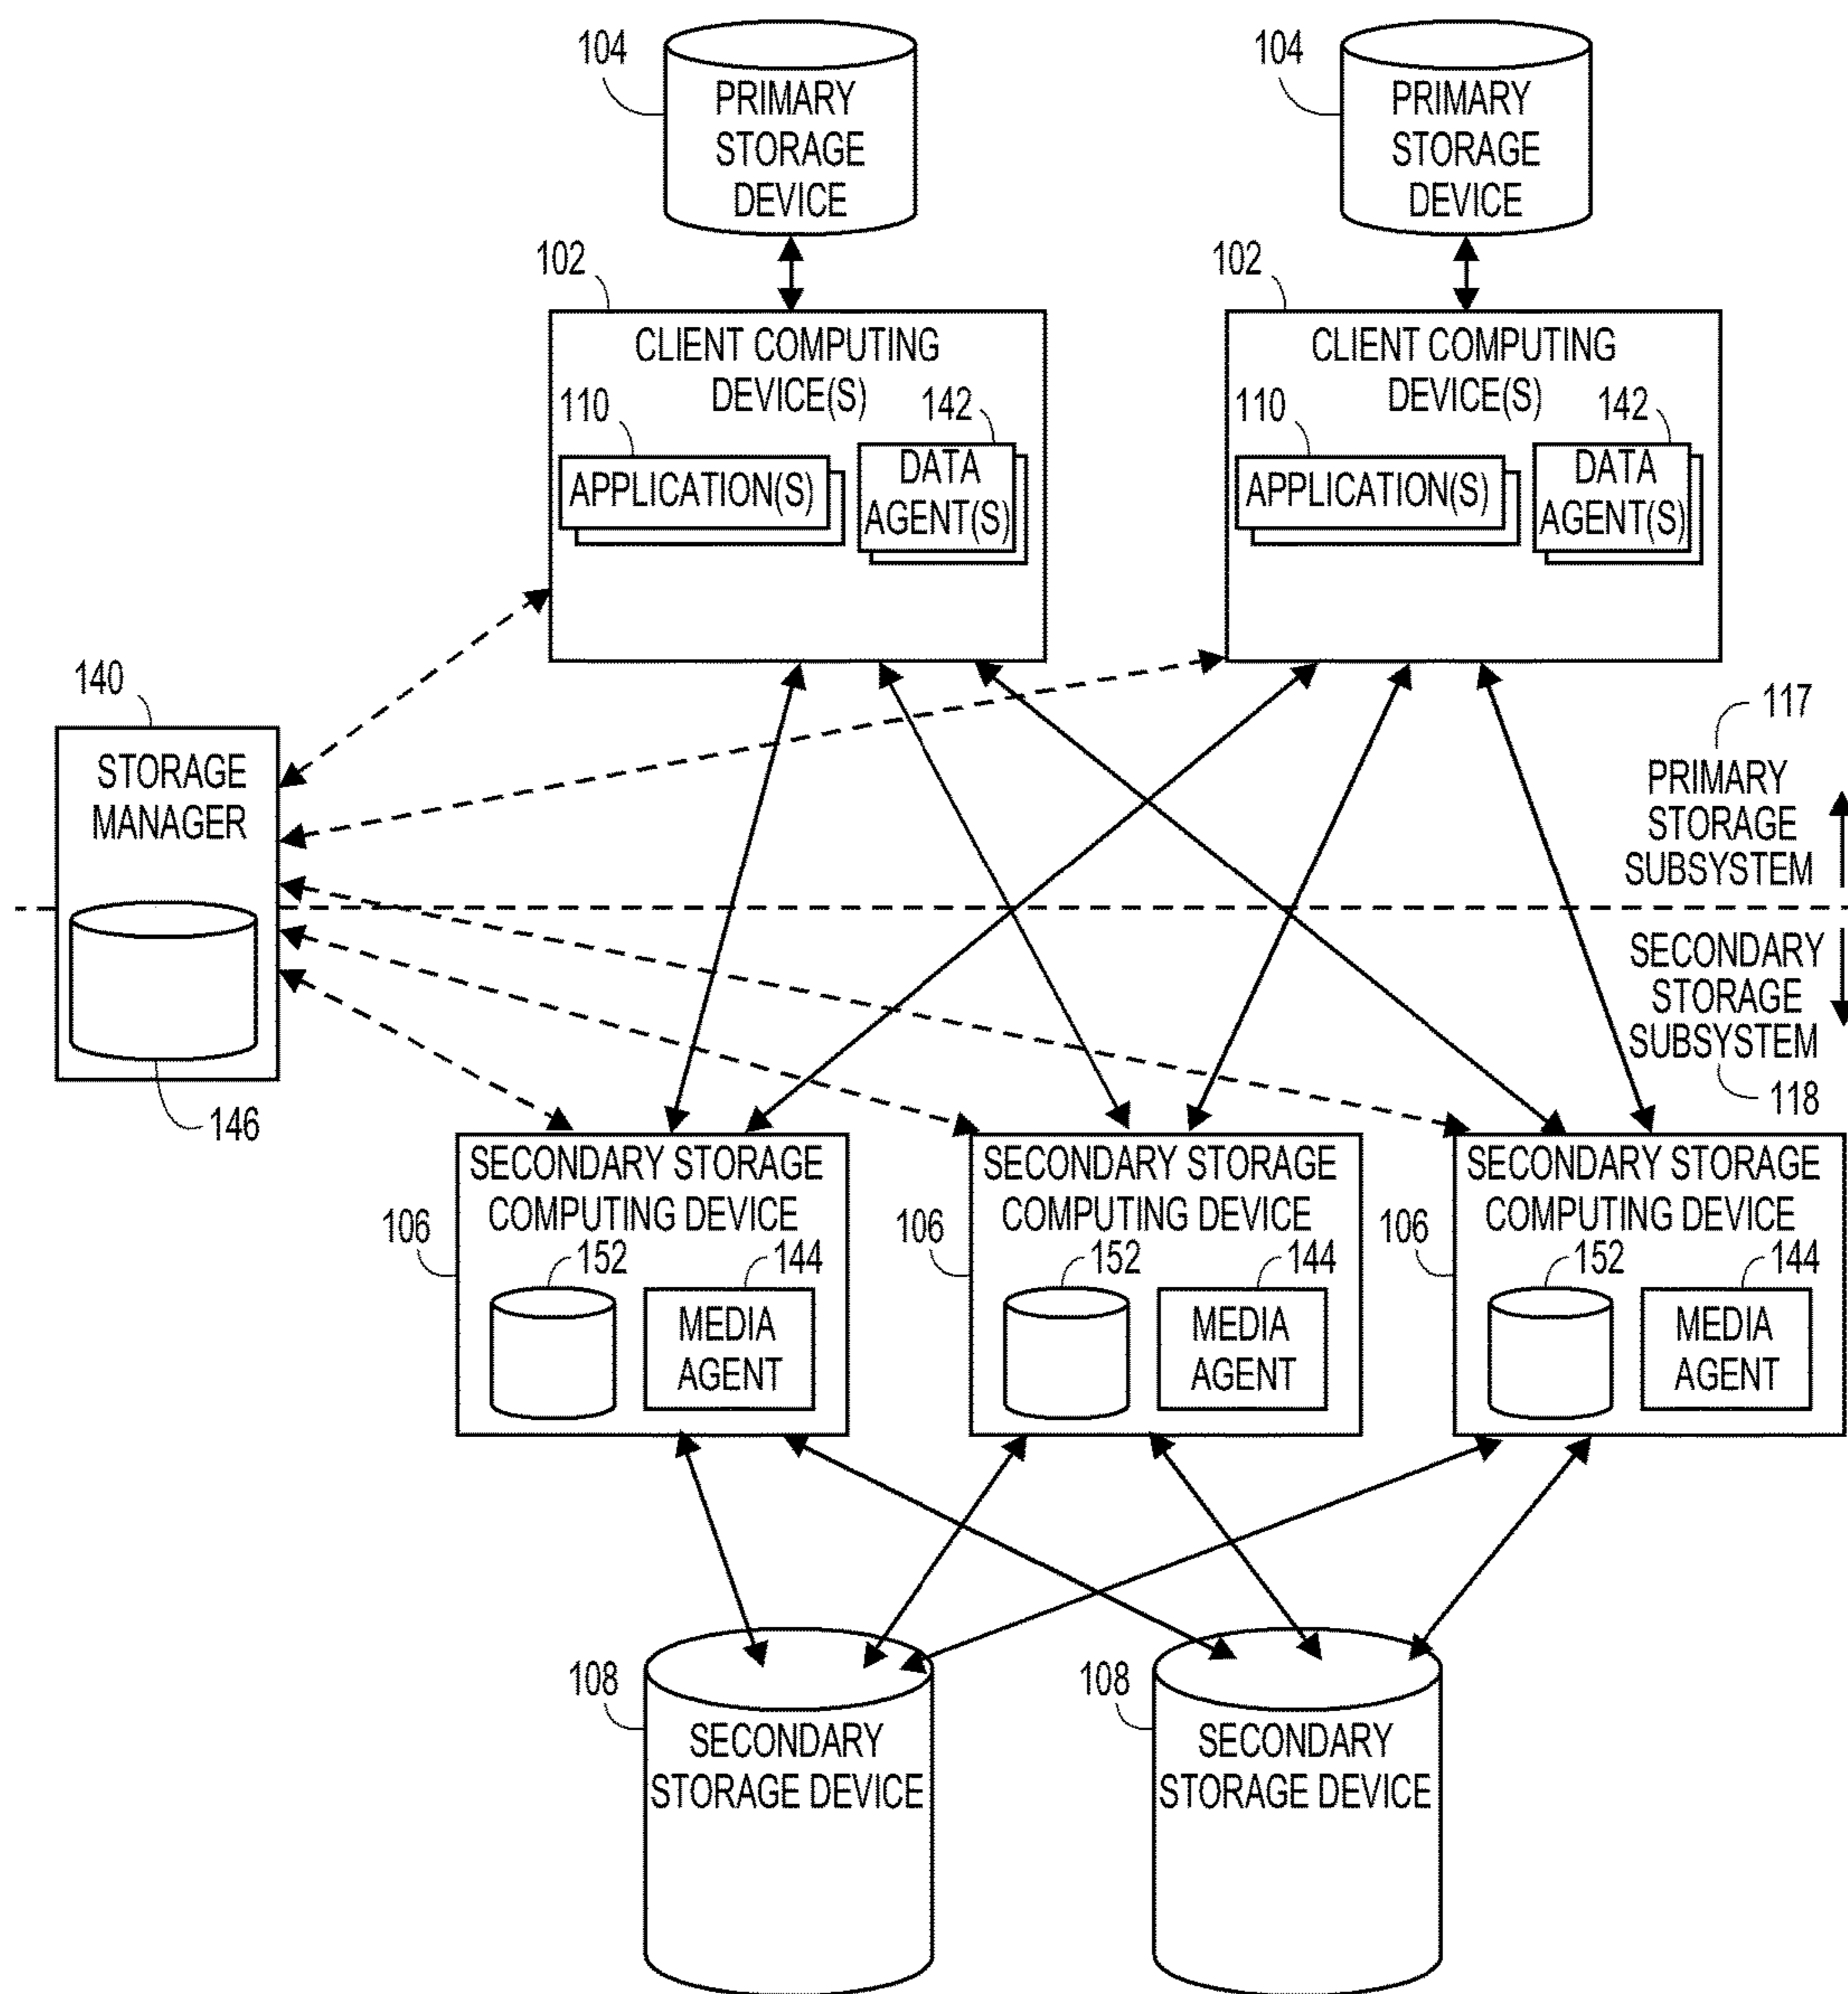 104
PRIMARY
STORAGE
DEVICE
104
PRIMARY
STORAGE
DEVICE
102
CLIENT COMPUTING
DEVICE(S)
110
142
APPLICATION(S)
DATA
AGENT(S)
102
CLIENT COMPUTING
DEVICE(S)
110
142
APPLICATION(S)
DATA
AGENT(S)
140
STORAGE
MANAGER
146
117
PRIMARY
STORAGE
SUBSYSTEM
SECONDARY
STORAGE
SUBSYSTEM
118
SECONDARY STORAGE
COMPUTING DEVICE
106
152
144
MEDIA
AGENT
SECONDARY STORAGE
COMPUTING DEVICE
106
152
144
MEDIA
AGENT
SECONDARY STORAGE
COMPUTING DEVICE
106
152
144
MEDIA
AGENT
108
SECONDARY
STORAGE DEVICE
108
SECONDARY
STORAGE DEVICE